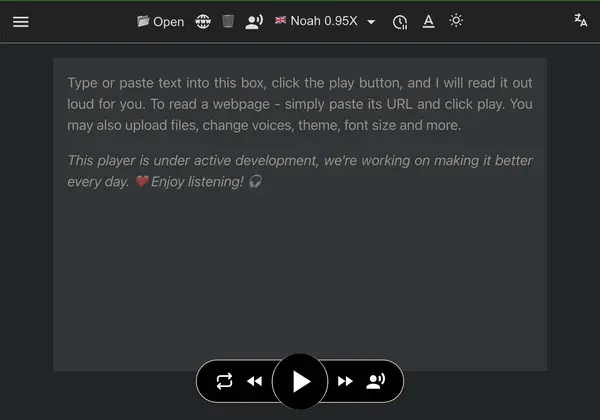 Open
Noah 0.95X
Type or paste text into this box, click the play button, and I will read it out
loud for you. To read a webpage - simply paste its URL and click play. You
may also upload files, change voices, theme, font size and more.
This player is under active development, we're working on making it better
every day. ❤️ Enjoy listening! 🎧